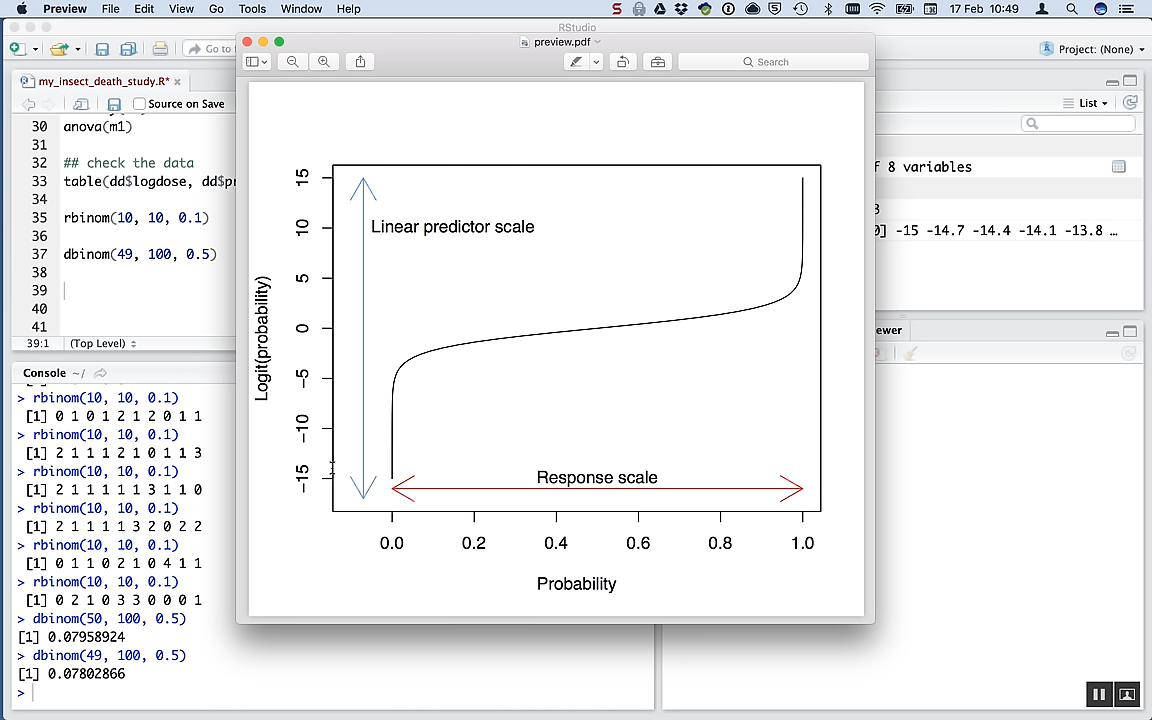 Preview File Edit View Go Tools Window Help 17 Feb 10:49
RStudio
Go to
Project: (None)
preview.pdf
Search
my_insect_death_study.R*
Source on Save
List
30 anova(m1)
31
32 ## check the data
33 table(dd$logdose, dd$p
34
35 rbinom(10, 10, 0.1)
36
37 dbinom(49, 100, 0.5)
38
39
40
41
39:1 (Top Level)
8 variables
-15 -14.7 -14.4 -14.1 -13.8 …
Console ~/
> rbinom(10, 10, 0.1)
[1] 0 1 0 1 2 1 2 0 1 1
> rbinom(10, 10, 0.1)
[1] 2 1 1 1 2 1 0 1 1 3
> rbinom(10, 10, 0.1)
[1] 2 1 1 1 1 1 3 1 1 0
> rbinom(10, 10, 0.1)
[1] 2 1 1 1 1 3 2 0 2 2
> rbinom(10, 10, 0.1)
[1] 0 1 1 0 2 1 0 4 1 1
> rbinom(10, 10, 0.1)
[1] 0 2 1 0 3 3 0 0 0 1
> dbinom(50, 100, 0.5)
[1] 0.07958924
> dbinom(49, 100, 0.5)
[1] 0.07802866
>
Logit(probability)
15
10
5
0
−5
−10
−15
Linear predictor scale
Response scale
0.0 0.2 0.4 0.6 0.8 1.0
Probability